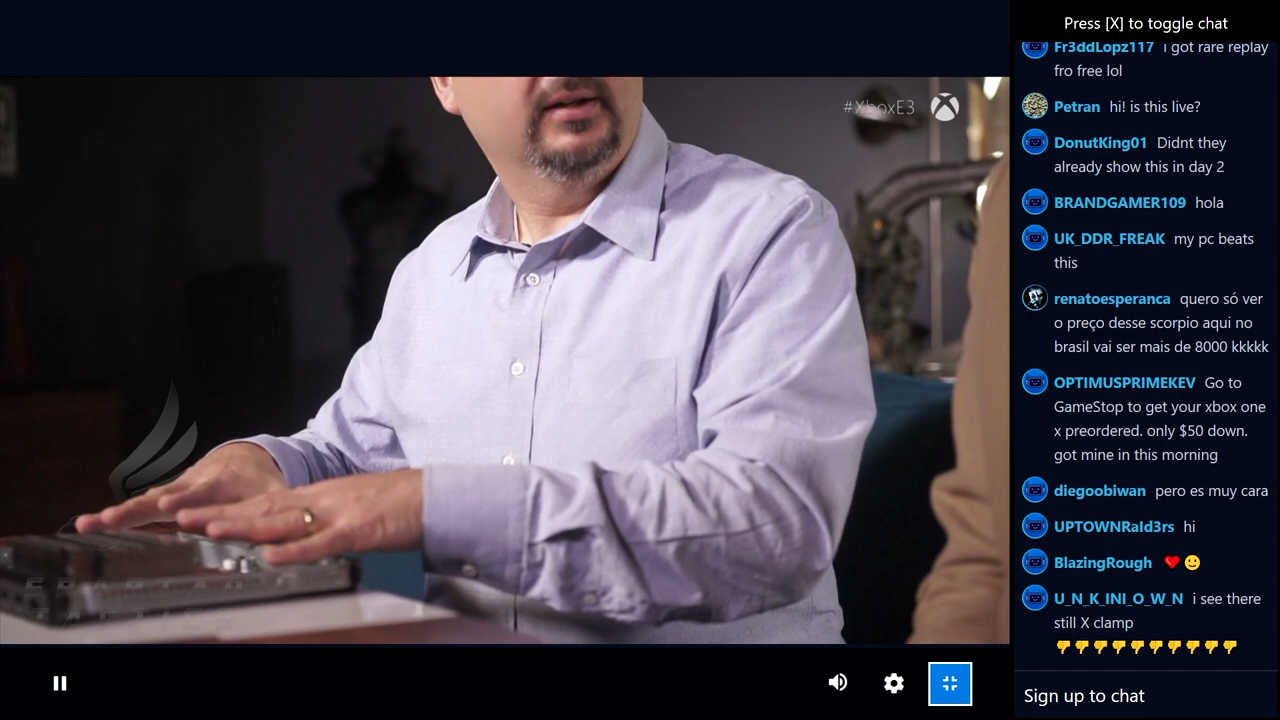 Press [X] to toggle chat
Fr3ddLopz117 i got rare replay
fro free lol
#XboxE3
Petran hi! is this live?
DonutKing01 Didnt they
already show this in day 2
BRANDGAMER109 hola
UK_DDR_FREAK my pc beats
this
renatoesperanca quero só ver
o preço desse scorpio aqui no
brasil vai ser mais de 8000 kkkkk
OPTIMUSPRIMEKEV Go to
GameStop to get your xbox one
x preordered. only $50 down.
got mine in this morning
diegoobiwan pero es muy cara
UPTOWNRald3rs hi
BlazingRough ❤️🙂
U_N_K_INI_O_W_N i see there
still X clamp
👎👎👎👎👎👎👎👎👎👎
Sign up to chat